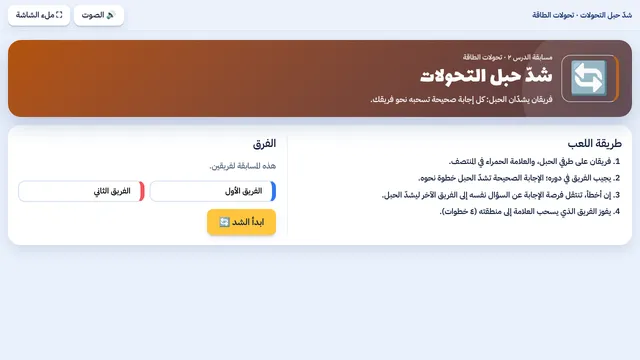 شدّ حبل التحولات · تحولات الطاقة
🔊 الصوت
⛶ ملء الشاشة
مسابقة الدرس ٢ · تحولات الطاقة
شدّ حبل التحولات
فريقان يشدّان الحبل: كل إجابة صحيحة تسحبه نحو فريقك.
طريقة اللعب
1. فريقان على طرفي الحبل، والعلامة الحمراء في المنتصف.
2. يجيب الفريق في دوره؛ الإجابة الصحيحة تشدّ الحبل خطوة نحوه.
3. إن أخطأ، تنتقل فرصة الإجابة عن السؤال نفسه إلى الفريق الآخر ليشدّ الحبل.
4. يفوز الفريق الذي يسحب العلامة إلى منطقته (٤ خطوات).
الفرق
هذه المسابقة لفريقين.
الفريق الأول
الفريق الثاني
ابدأ الشد 🔄